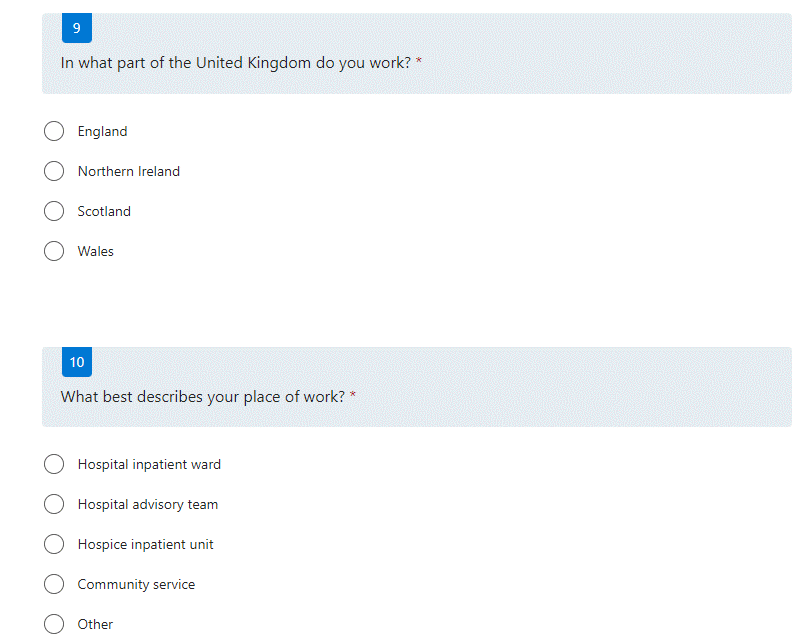 9
In what part of the United Kingdom do you work? *
England
Northern Ireland
Scotland
Wales
10
What best describes your place of work? *
Hospital inpatient ward
Hospital advisory team
Hospice inpatient unit
Community service
Other